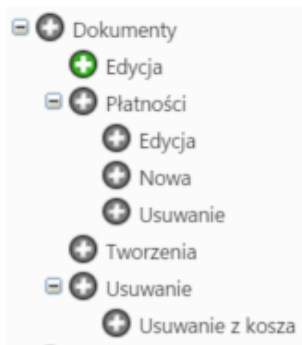 Dokumenty
Edycja
Płatności
Edycja
Nowa
Usuwanie
Tworzenia
Usuwanie
Usuwanie z kosza